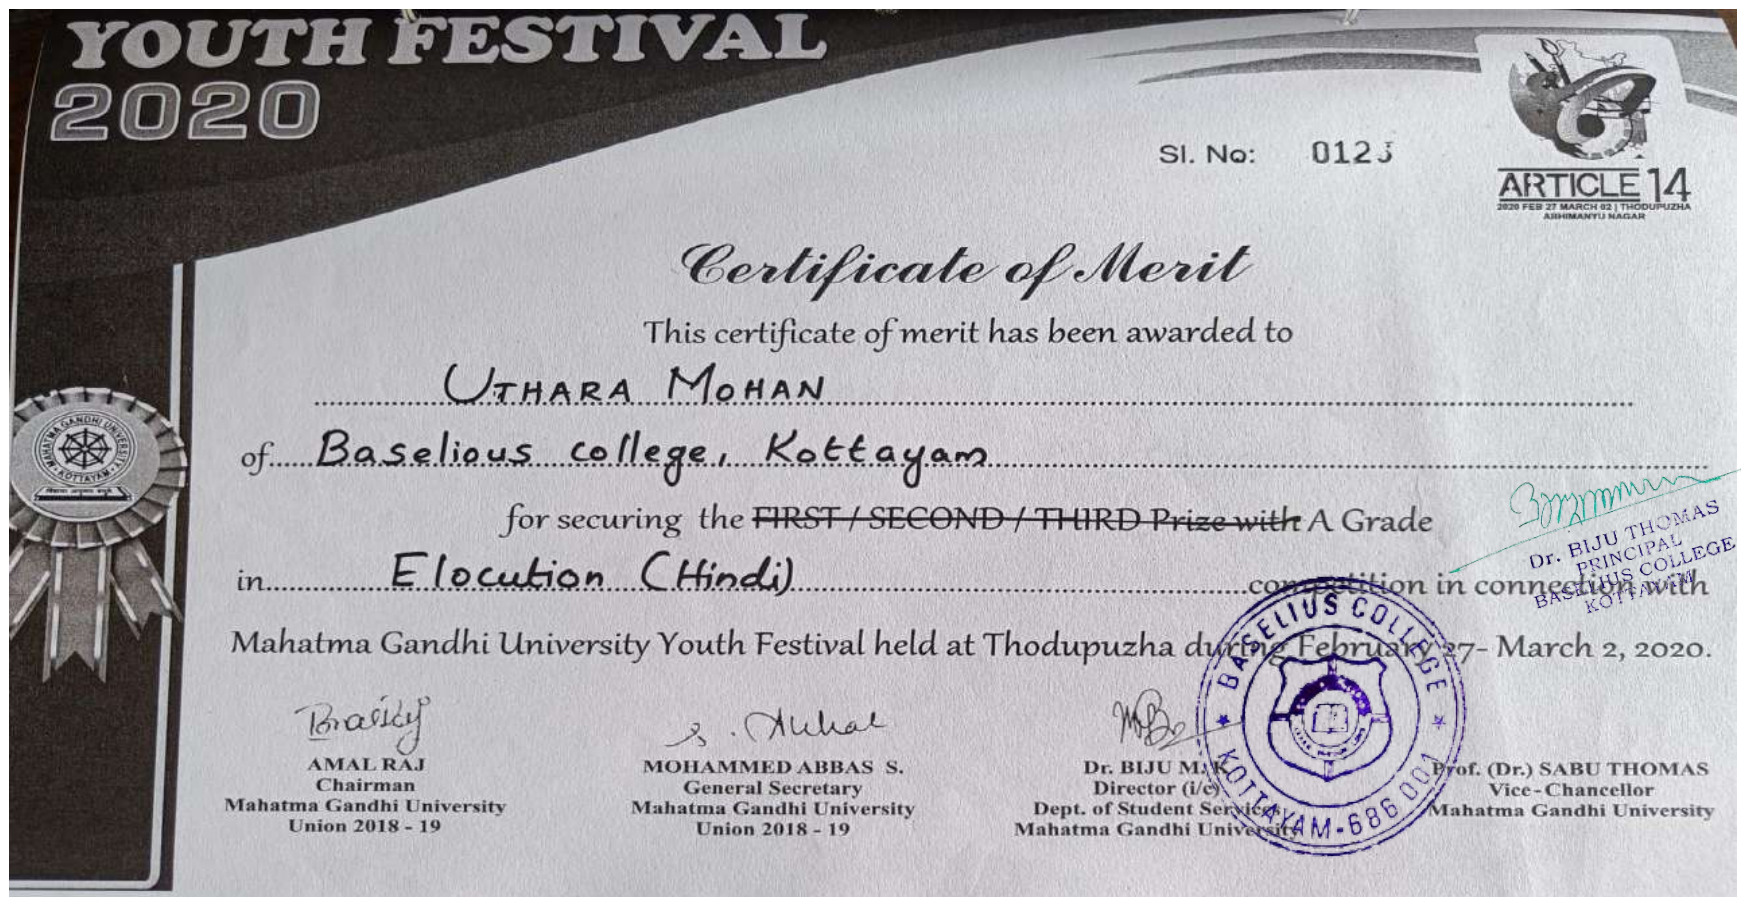 YOUTH FESTIVAL
2020
Sl. No:
ARTICLE 14
2020 FEB 27 MARCH 02 | THODUPUZHA
ABHIMANYU NAGAR
Certificate of Merit
This certificate of merit has been awarded to
UTHARA MOHAN
of Baselious college, Kottayam
for securing the FIRST / SECOND / THIRD Prize with A Grade
in Elocution (Hindi) competition in connection with
Mahatma Gandhi University Youth Festival held at Thodupuzha during February 27- March 2, 2020.
MAHATMA GANDHI UNIVERSITY
KOTTAYAM
Dr. BIJU THOMAS
PRINCIPAL
BASELIUS COLLEGE
KOTTAYAM
BASELIUS COLLEGE
KOTTAYAM-686 001
AMAL RAJ
Chairman
Mahatma Gandhi University
Union 2018 - 19
MOHAMMED ABBAS S.
General Secretary
Mahatma Gandhi University
Union 2018 - 19
Dr. BIJU M.K
Director (i/c)
Dept. of Student Services
Mahatma Gandhi University
Prof. (Dr.) SABU THOMAS
Vice-Chancellor
Mahatma Gandhi University